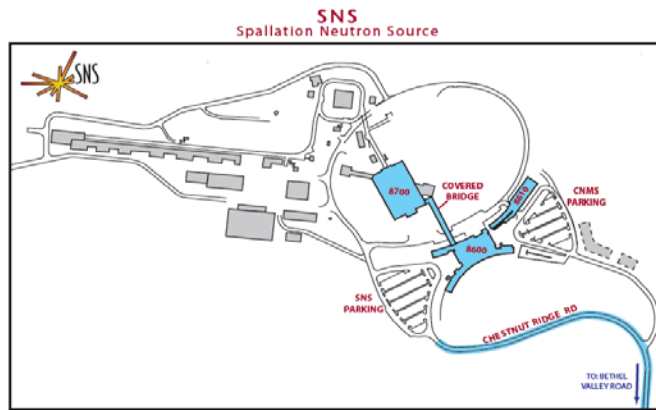 SNS
Spallation Neutron Source
SNS
8700
COVERED
BRIDGE
8610
CNMS
PARKING
8600
SNS
PARKING
CHESTNUT RIDGE RD
TO: BETHEL
VALLEY ROAD